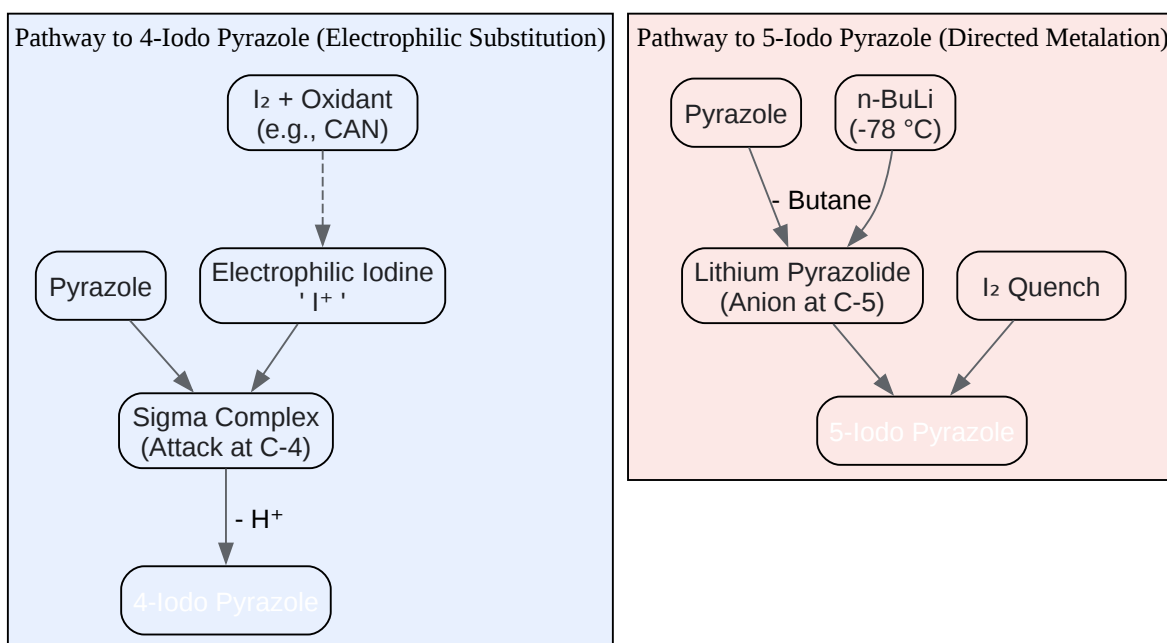 Pathway to 4-Iodo Pyrazole (Electrophilic Substitution)
I₂ + Oxidant
(e.g., CAN)
Pyrazole
Electrophilic Iodine
' I⁺ '
Sigma Complex
(Attack at C-4)
- H⁺
4-Iodo Pyrazole
Pathway to 5-Iodo Pyrazole (Directed Metalation)
Pyrazole
n-BuLi
(-78 °C)
- Butane
Lithium Pyrazolide
(Anion at C-5)
I₂ Quench
5-Iodo Pyrazole